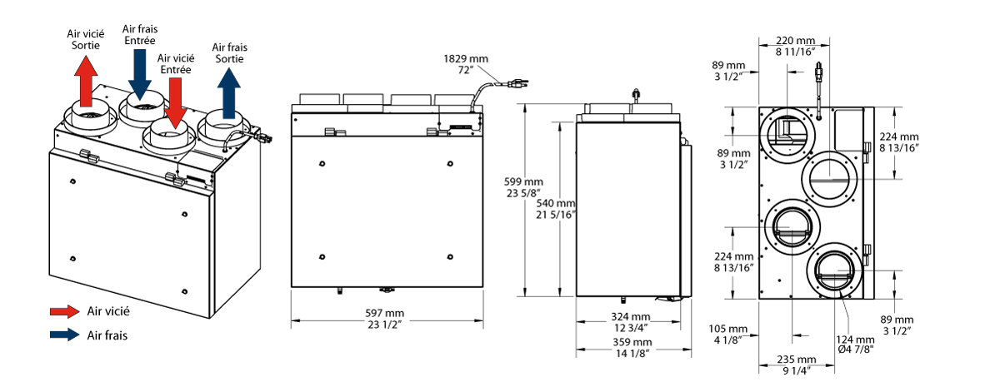 Air vicié
Sortie
Air frais
Entrée
Air vicié
Entrée
Air frais
Sortie
Air vicié
Air frais
1829 mm
72”
597 mm
23 1/2”
599 mm
23 5/8”
540 mm
21 5/16”
324 mm
12 3/4”
359 mm
14 1/8”
220 mm
8 11/16”
89 mm
3 1/2”
89 mm
3 1/2”
224 mm
8 13/16”
224 mm
8 13/16”
89 mm
3 1/2”
105 mm
4 1/8”
124 mm
Ø4 7/8"
235 mm
9 1/4”